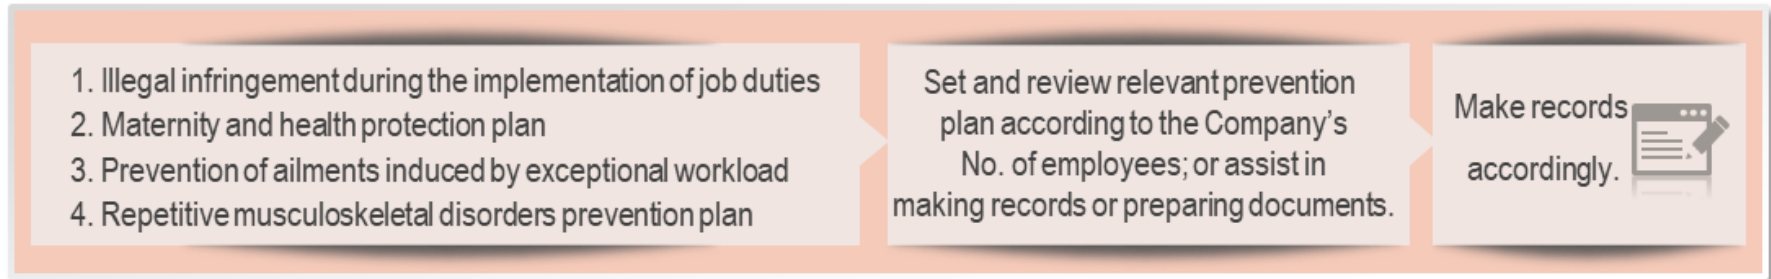 1. Illegal infringement during the implementation of job duties
2. Maternity and health protection plan
3. Prevention of ailments induced by exceptional workload
4. Repetitive musculoskeletal disorders prevention plan
Set and review relevant prevention
plan according to the Company's
No. of employees; or assist in
making records or preparing documents.
Make records
accordingly.